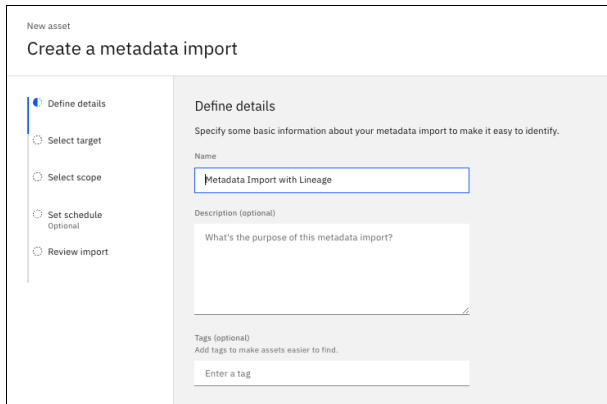 New asset
Create a metadata import
Define details
Select target
Select scope
Set schedule
Optional
Review import
Define details
Specify some basic information about your metadata import to make it easy to identify.
Name
Metadata Import with Lineage
Description (optional)
What's the purpose of this metadata import?
Tags (optional)
Add tags to make assets easier to find.
Enter a tag